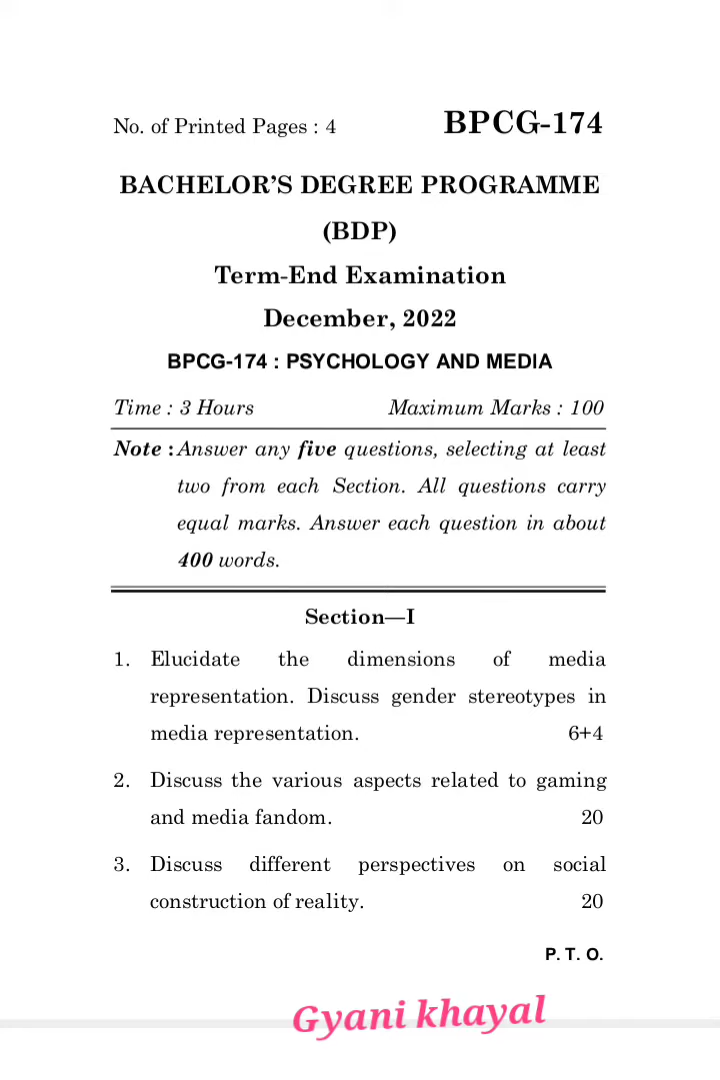 No. of Printed Pages : 4 BPCG-174
BACHELOR’S DEGREE PROGRAMME
(BDP)
Term-End Examination
December, 2022
BPCG-174 : PSYCHOLOGY AND MEDIA
Time : 3 Hours Maximum Marks : 100
Note : Answer any five questions, selecting at least
two from each Section. All questions carry
equal marks. Answer each question in about
400 words.
Section—I
1. Elucidate the dimensions of media
representation. Discuss gender stereotypes in
media representation. 6+4
2. Discuss the various aspects related to gaming
and media fandom. 20
3. Discuss different perspectives on social
construction of reality. 20
P. T. O.
Gyani khayal